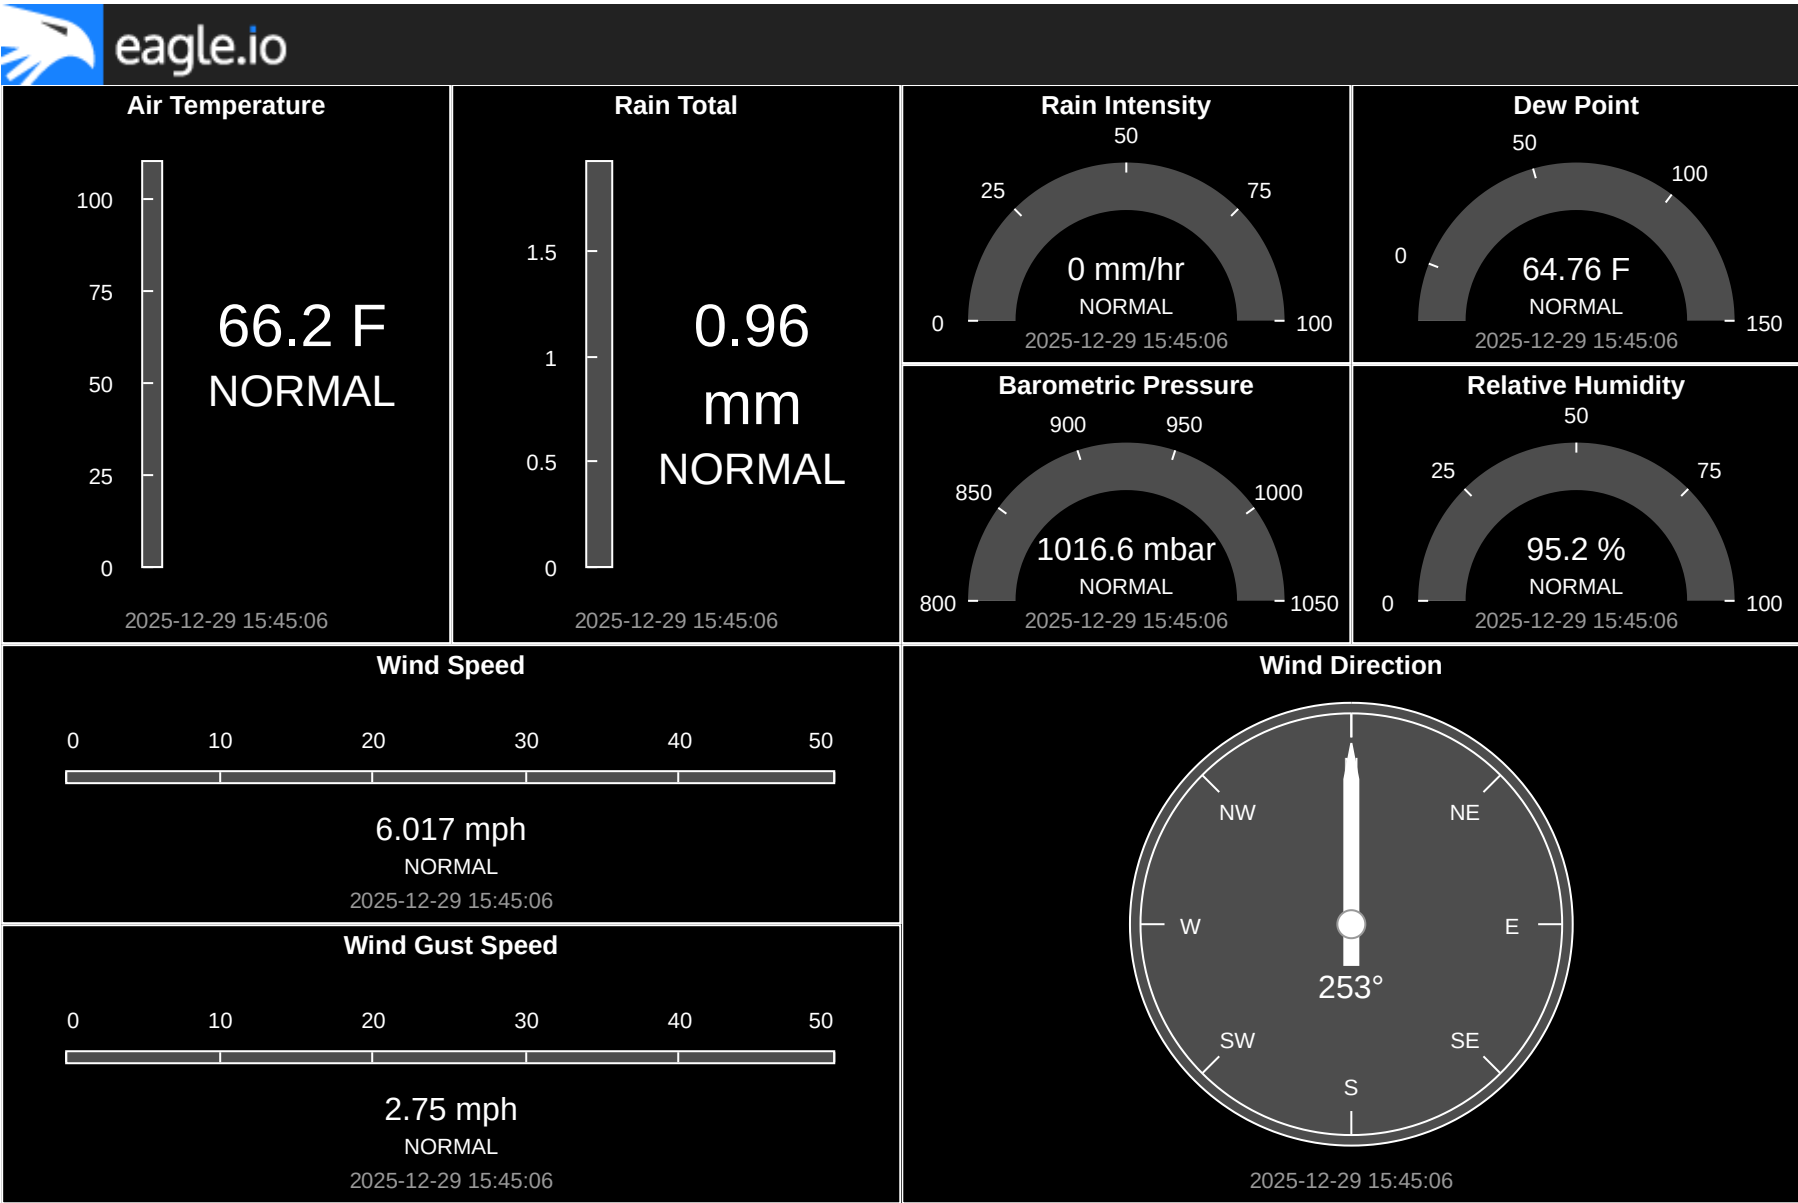 eagle.io
Air Temperature
100
75
50
25
0
66.2 F
NORMAL
2025-12-29 15:45:06
Rain Total
1.5
1
0.5
0
0.96
mm
NORMAL
2025-12-29 15:45:06
Rain Intensity
0
25
50
75
100
0 mm/hr
NORMAL
2025-12-29 15:45:06
Dew Point
0
50
100
150
64.76 F
NORMAL
2025-12-29 15:45:06
Barometric Pressure
800
850
900
950
1000
1050
1016.6 mbar
NORMAL
2025-12-29 15:45:06
Relative Humidity
0
25
50
75
100
95.2 %
NORMAL
2025-12-29 15:45:06
Wind Speed
0 10 20 30 40 50
6.017 mph
NORMAL
2025-12-29 15:45:06
Wind Gust Speed
0 10 20 30 40 50
2.75 mph
NORMAL
2025-12-29 15:45:06
Wind Direction
NW NE
W E
253°
SW SE
S
2025-12-29 15:45:06